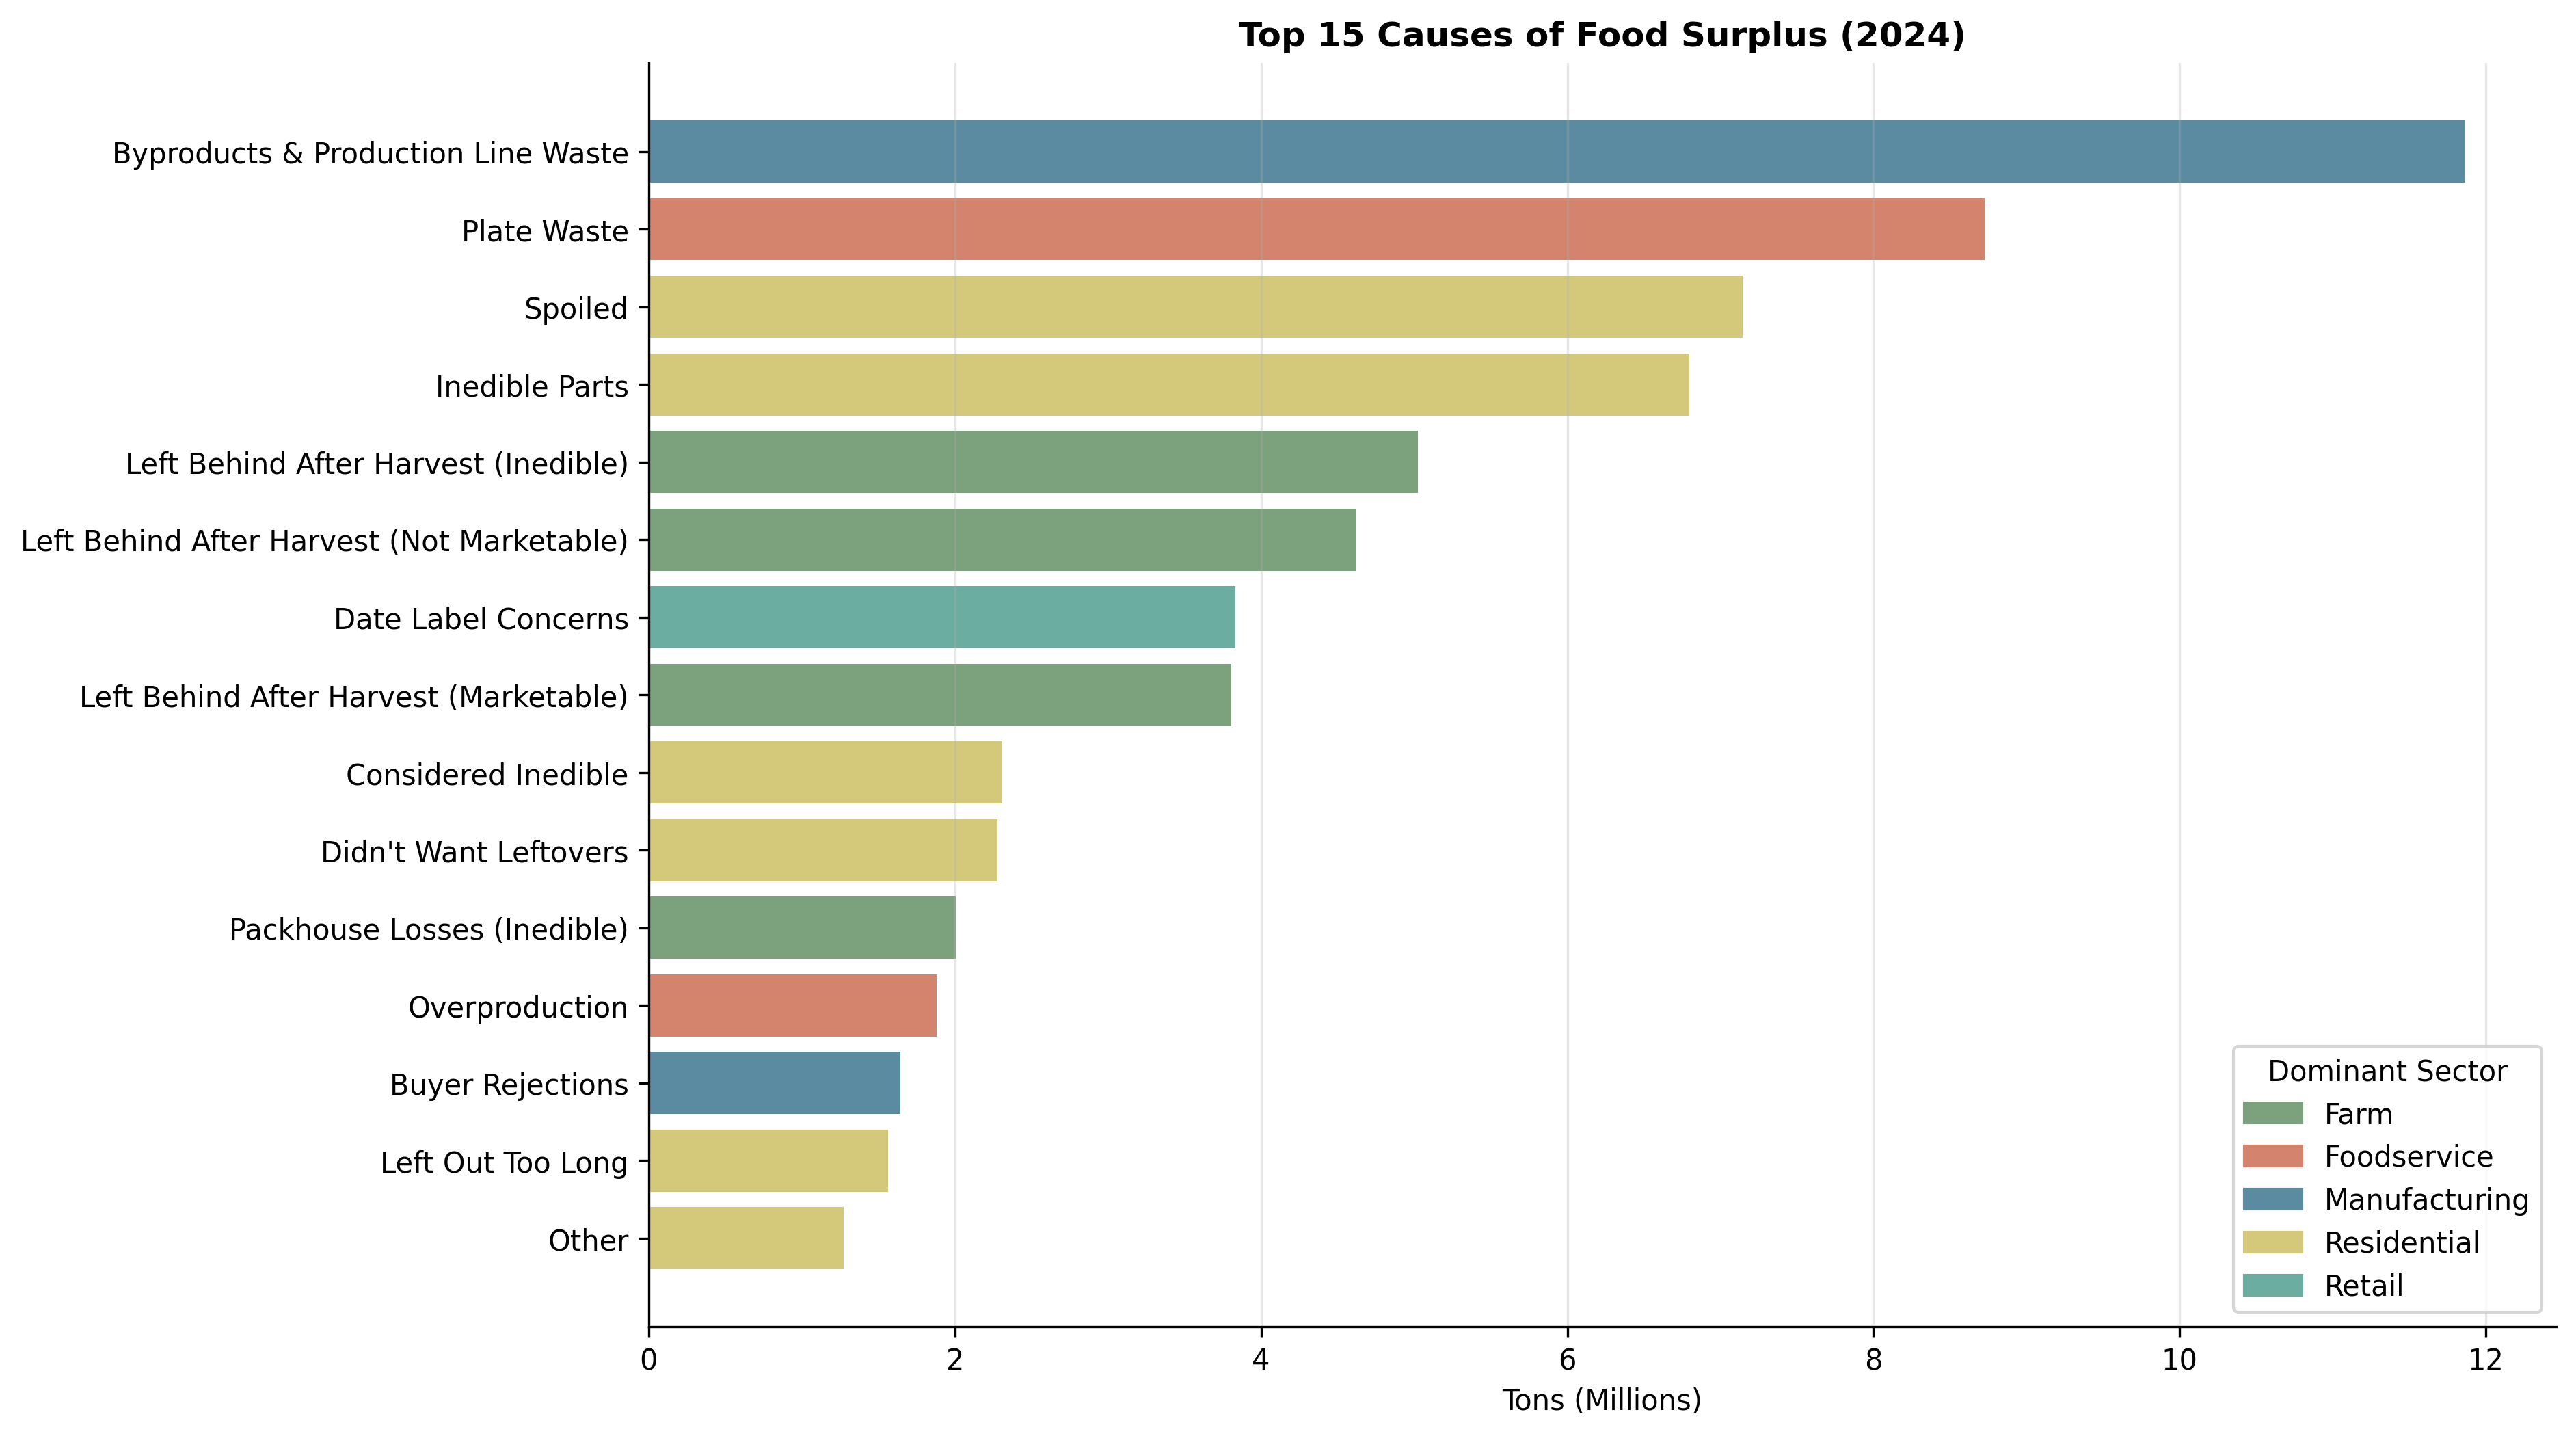 Top 15 Causes of Food Surplus (2024)
Byproducts & Production Line Waste
Plate Waste
Spoiled
Inedible Parts
Left Behind After Harvest (Inedible)
Left Behind After Harvest (Not Marketable)
Date Label Concerns
Left Behind After Harvest (Marketable)
Considered Inedible
Didn't Want Leftovers
Packhouse Losses (Inedible)
Overproduction
Buyer Rejections
Left Out Too Long
Other
Dominant Sector
Farm
Foodservice
Manufacturing
Residential
Retail
0 2 4 6 8 10 12
Tons (Millions)